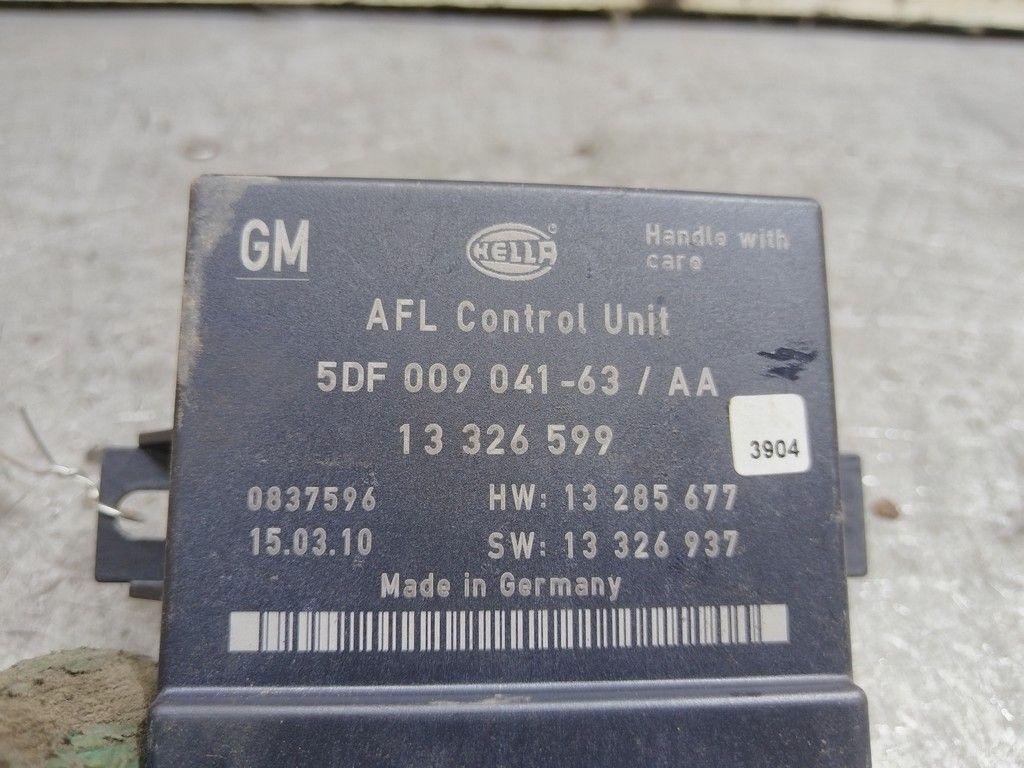 GM
HELLA®
Handle with
care
AFL Control Unit
5DF 009 041-63 / AA
13 326 599
3904
0837596 HW: 13 285 677
15.03.10 SW: 13 326 937
Made in Germany